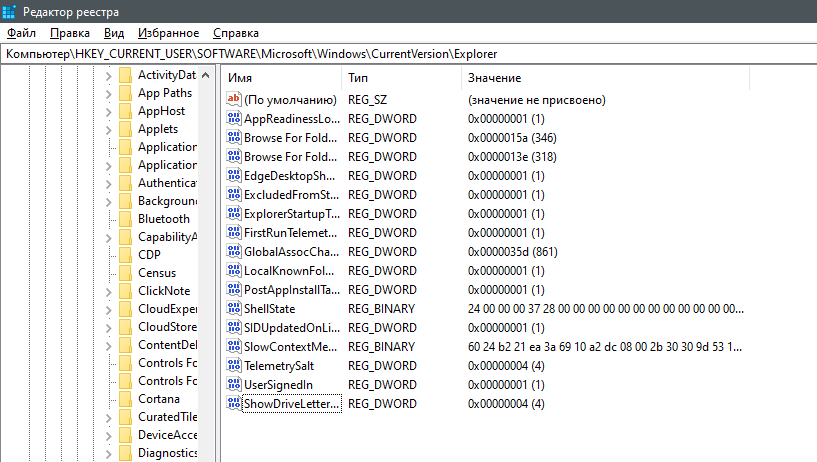 Редактор реестра
Файл Правка Вид Избранное Справка
Компьютер\HKEY_CURRENT_USER\SOFTWARE\Microsoft\Windows\CurrentVersion\Explorer
ActivityData
App Paths
AppHost
Applets
Application
Application
Authentica
Background
Bluetooth
CapabilityA
CDP
Census
ClickNote
CloudExper
CloudStore
ContentDel
Controls Fo
Controls Fo
Cortana
CuratedTile
DeviceAcce
Diagnostics
Имя Тип Значение
(По умолчанию) REG_SZ (значение не присвоено)
AppReadinessLo... REG_DWORD 0x00000001 (1)
Browse For Fold... REG_DWORD 0x0000015a (346)
Browse For Fold... REG_DWORD 0x0000013e (318)
EdgeDesktopSh... REG_DWORD 0x00000001 (1)
ExcludedFromSt... REG_DWORD 0x00000001 (1)
ExplorerStartupT... REG_DWORD 0x00000001 (1)
FirstRunTelemet... REG_DWORD 0x00000001 (1)
GlobalAssocCha... REG_DWORD 0x0000035d (861)
LocalKnownFol... REG_DWORD 0x00000001 (1)
PostAppInstallTa... REG_DWORD 0x00000001 (1)
ShellState REG_BINARY 24 00 00 00 37 28 00 00 00 00 00 00 00 00 00 00 00 00...
SIDUpdatedOnLi... REG_DWORD 0x00000001 (1)
SlowContextMe... REG_BINARY 60 24 b2 21 ea 3a 69 10 a2 dc 08 00 2b 30 30 9d 53 1...
TelemetrySalt REG_DWORD 0x00000004 (4)
UserSignedIn REG_DWORD 0x00000001 (1)
ShowDriveLetter... REG_DWORD 0x00000004 (4)